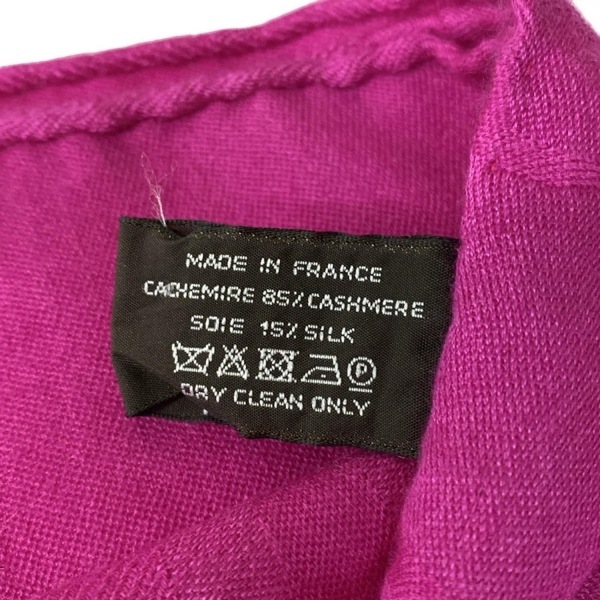 MADE IN FRANCE
CACHEMIRE 85% CASHMERE
SOIE 15% SILK
P
DRY CLEAN ONLY